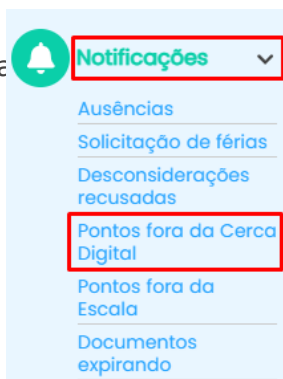 Notificações
Ausências
Solicitação de férias
Desconsiderações
recusadas
Pontos fora da Cerca
Digital
Pontos fora da
Escala
Documentos
expirando